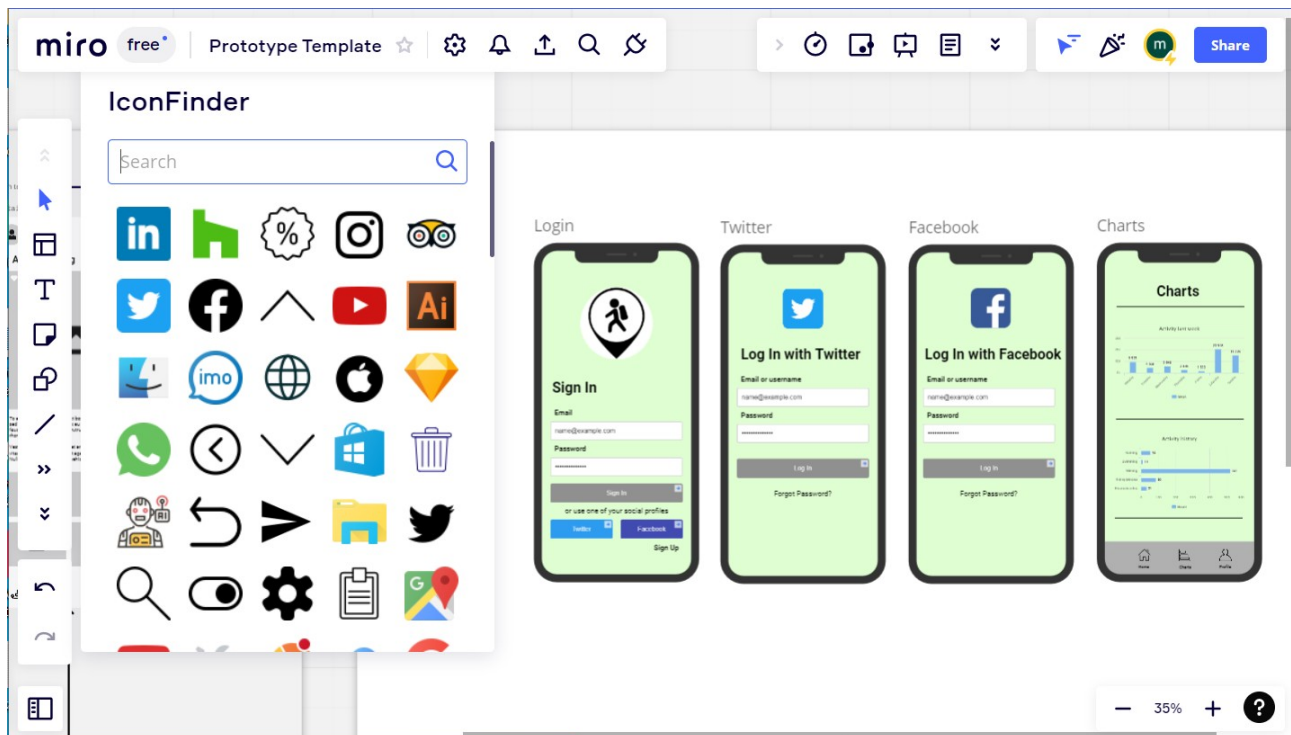 miro
free
Prototype Template
m
Share
IconFinder
Search
in
%
Ai
imo
G
Login
Twitter
Facebook
Charts
Sign In
Email
name@example.com
Password
Sign In
or use one of your social profiles
Twitter
Facebook
Sign Up
Log In with Twitter
Email or username
name@example.com
Password
Log In
Forgot Password?
Log In with Facebook
Email or username
name@example.com
Password
Log In
Forgot Password?
Charts
Activity history
Home
Charts
Profile
35%
?